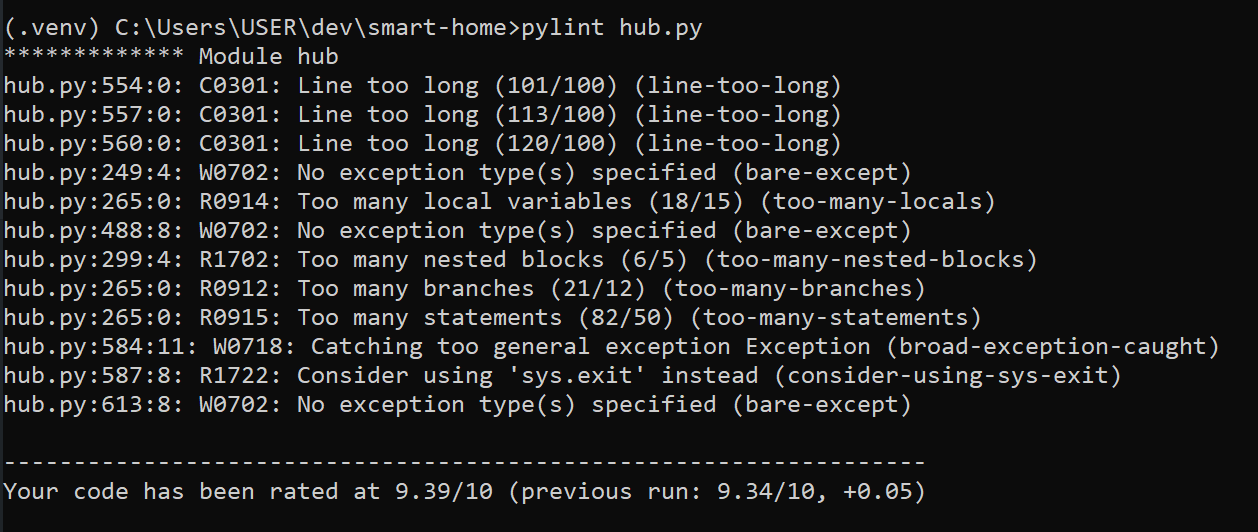 (.venv) C:\Users\USER\dev\smart-home>pylint hub.py
************* Module hub
hub.py:554:0: C0301: Line too long (101/100) (line-too-long)
hub.py:557:0: C0301: Line too long (113/100) (line-too-long)
hub.py:560:0: C0301: Line too long (120/100) (line-too-long)
hub.py:249:4: W0702: No exception type(s) specified (bare-except)
hub.py:265:0: R0914: Too many local variables (18/15) (too-many-locals)
hub.py:488:8: W0702: No exception type(s) specified (bare-except)
hub.py:299:4: R1702: Too many nested blocks (6/5) (too-many-nested-blocks)
hub.py:265:0: R0912: Too many branches (21/12) (too-many-branches)
hub.py:265:0: R0915: Too many statements (82/50) (too-many-statements)
hub.py:584:11: W0718: Catching too general exception Exception (broad-exception-caught)
hub.py:587:8: R1722: Consider using 'sys.exit' instead (consider-using-sys-exit)
hub.py:613:8: W0702: No exception type(s) specified (bare-except)
------------------------------------------------------------------
Your code has been rated at 9.39/10 (previous run: 9.34/10, +0.05)